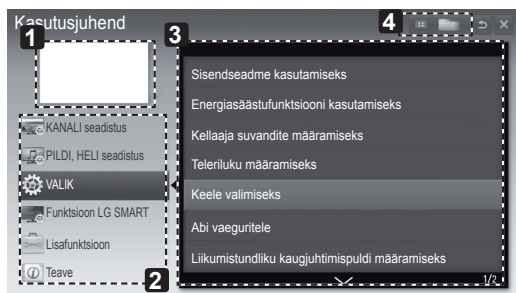 Kasutusjuhend
1
3
4
KANALI seadistus
PILDI, HELI seadistus
VALIK
Funktsioon LG SMART
Lisafunktsioon
Teave
2
Sisendseadme kasutamiseks
Energiasäästufunktsiooni kasutamiseks
Kellaaja suvandite määramiseks
Teleriluku määramiseks
Keele valimiseks
Abi vaeguritele
Liikumistundliku kaugjuhtimispuldi määramiseks
1/2